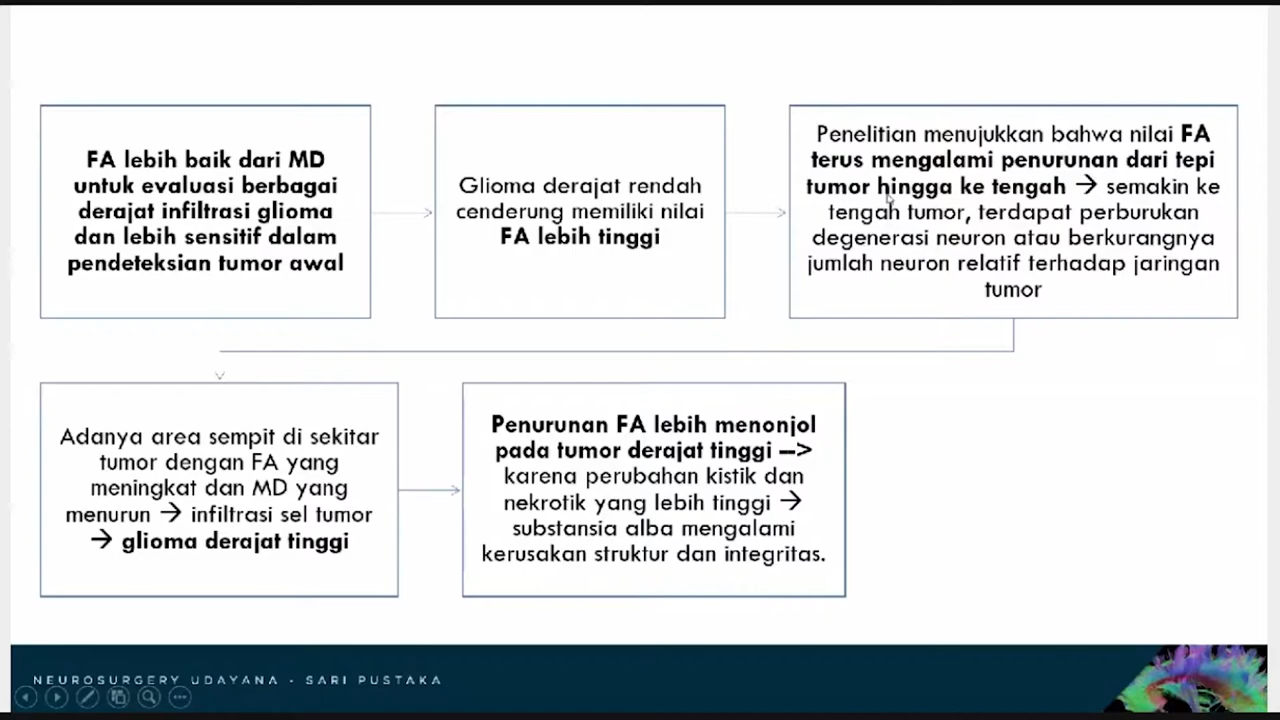 FA lebih baik dari MD
untuk evaluasi berbagai
derajat infiltrasi glioma
dan lebih sensitif dalam
pendeteksian tumor awal
Glioma derajat rendah
cenderung memiliki nilai
FA lebih tinggi
Penelitian menujukkan bahwa nilai FA
terus mengalami penurunan dari tepi
tumor hingga ke tengah → semakin ke
tengah tumor, terdapat perburukan
degenerasi neuron atau berkurangnya
jumlah neuron relatif terhadap jaringan
tumor
Adanya area sempit di sekitar
tumor dengan FA yang
meningkat dan MD yang
menurun → infiltrasi sel tumor
→ glioma derajat tinggi
Penurunan FA lebih menonjol
pada tumor derajat tinggi –->
karena perubahan kistik dan
nekrotik yang lebih tinggi →
substansia alba mengalami
kerusakan struktur dan integritas.
NEUROSURGERY UDAYANA - SARI PUSTAKA